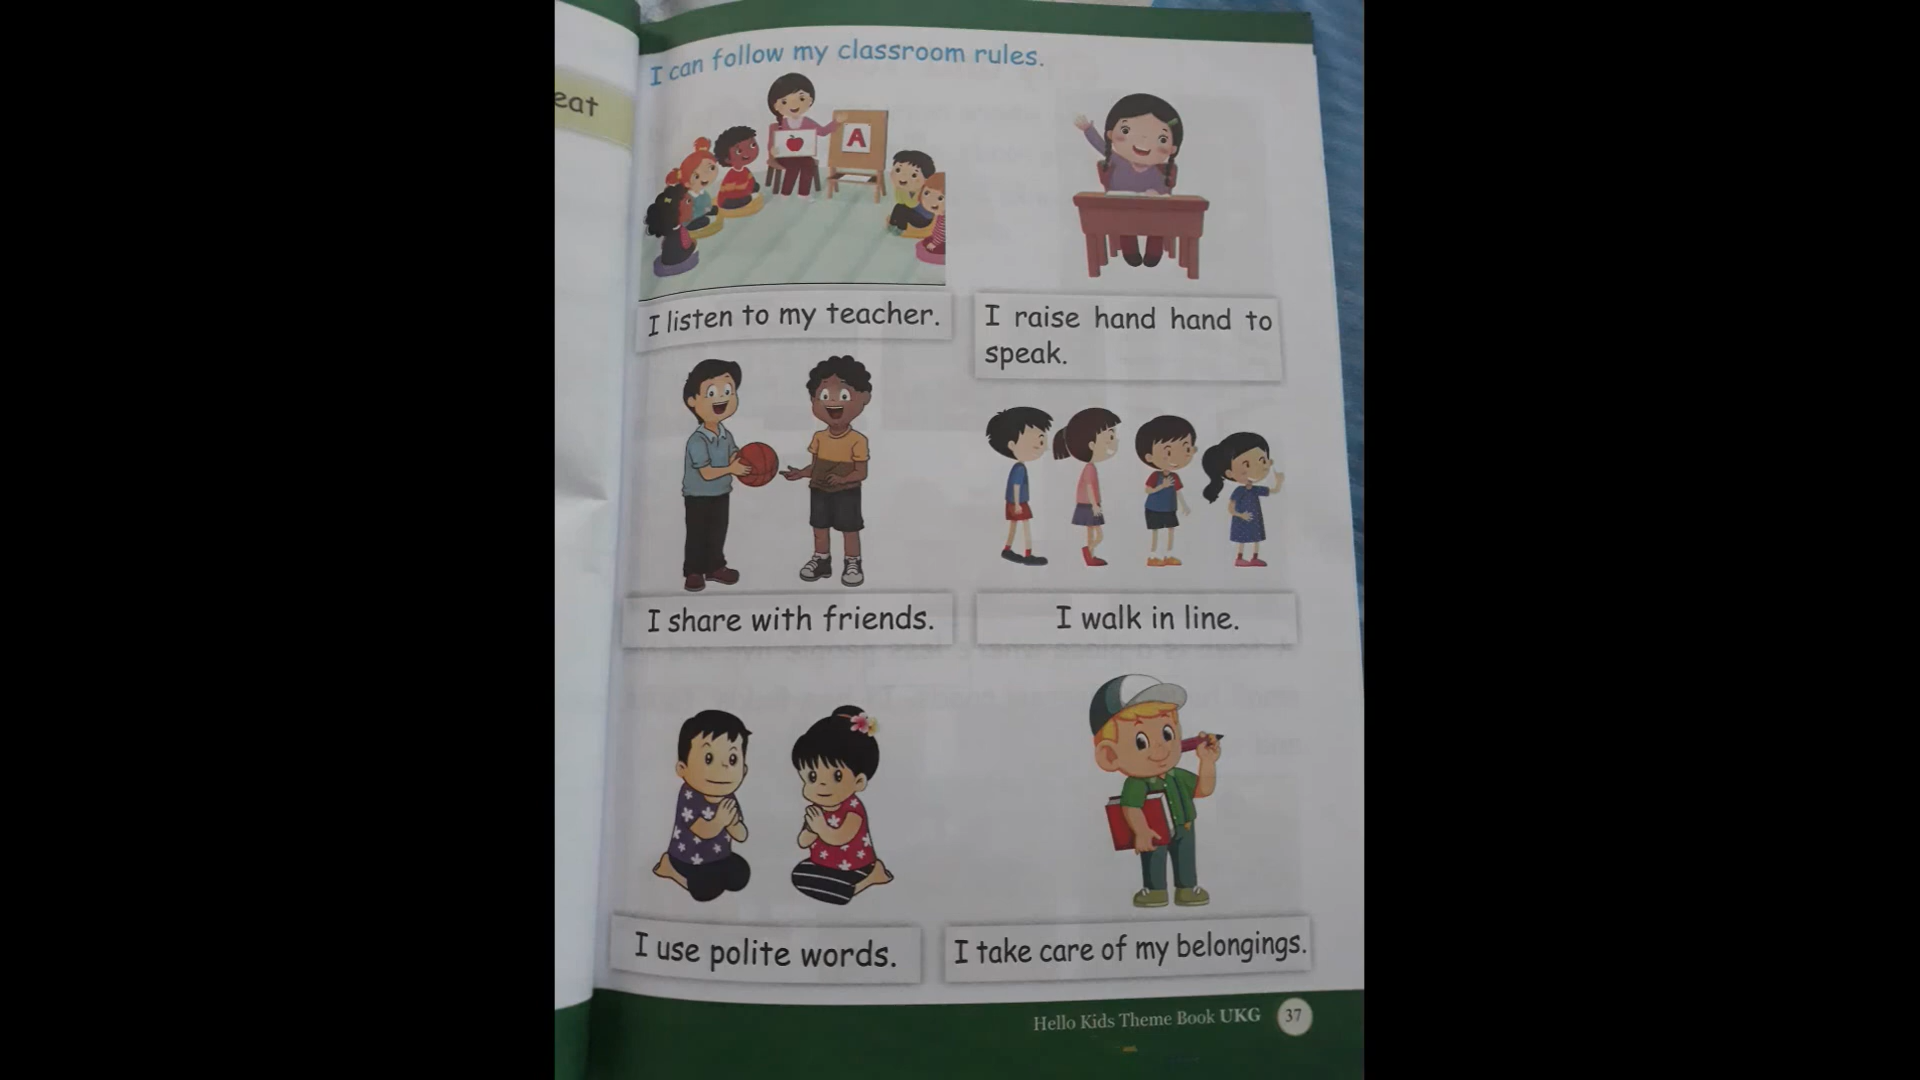 eat
I can follow my classroom rules.
A
I listen to my teacher.
I raise hand hand to
speak.
I share with friends.
I walk in line.
I use polite words.
I take care of my belongings.
Hello Kids Theme Book UKG 37